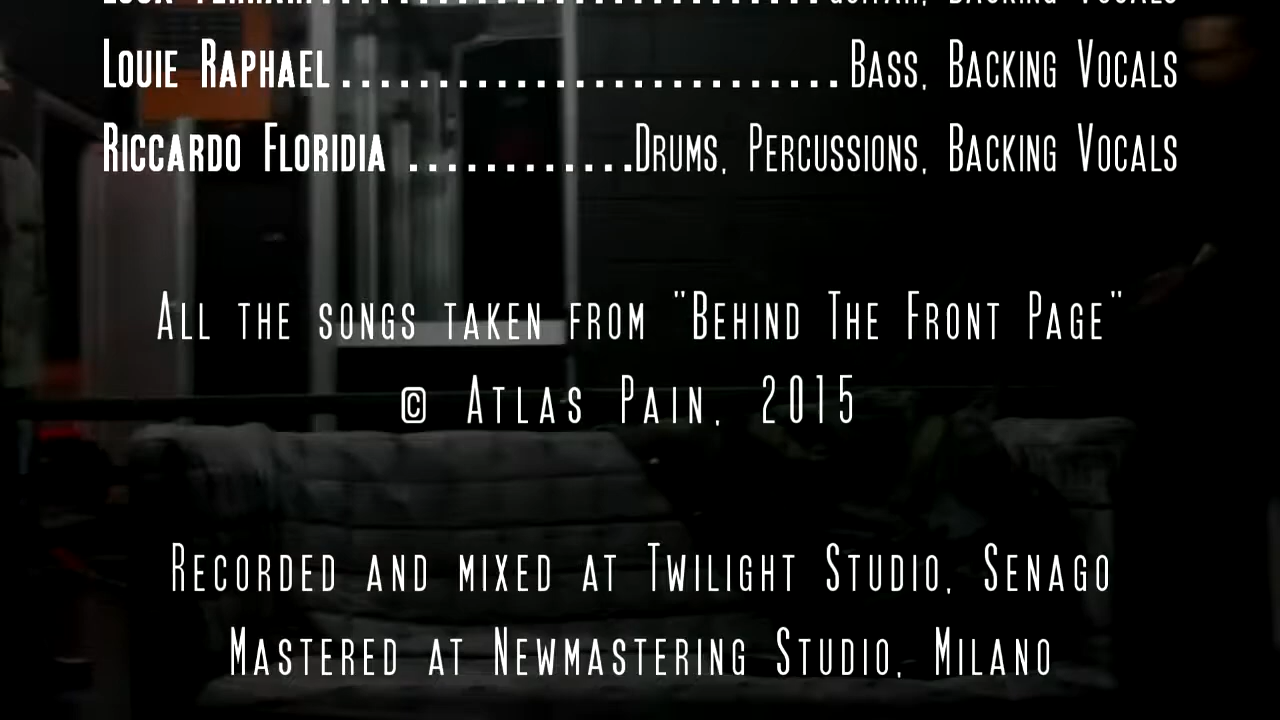 Louie Raphael..........................Bass, Backing Vocals
Riccardo Floridia ............Drums, Percussions, Backing Vocals
All the songs taken from "Behind The Front Page"
© Atlas Pain, 2015
Recorded and mixed at Twilight Studio, Senago
Mastered at Newmastering Studio, Milano